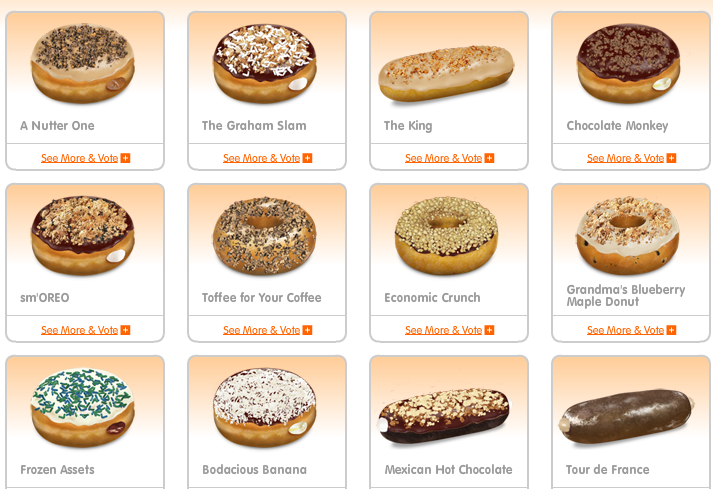 A Nutter One
The Graham Slam
The King
Chocolate Monkey
See More & Vote +
See More & Vote +
See More & Vote +
See More & Vote +
sm'OREO
Toffee for Your Coffee
Economic Crunch
Grandma's Blueberry
Maple Donut
See More & Vote +
See More & Vote +
See More & Vote +
See More & Vote +
Frozen Assets
Bodacious Banana
Mexican Hot Chocolate
Tour de France